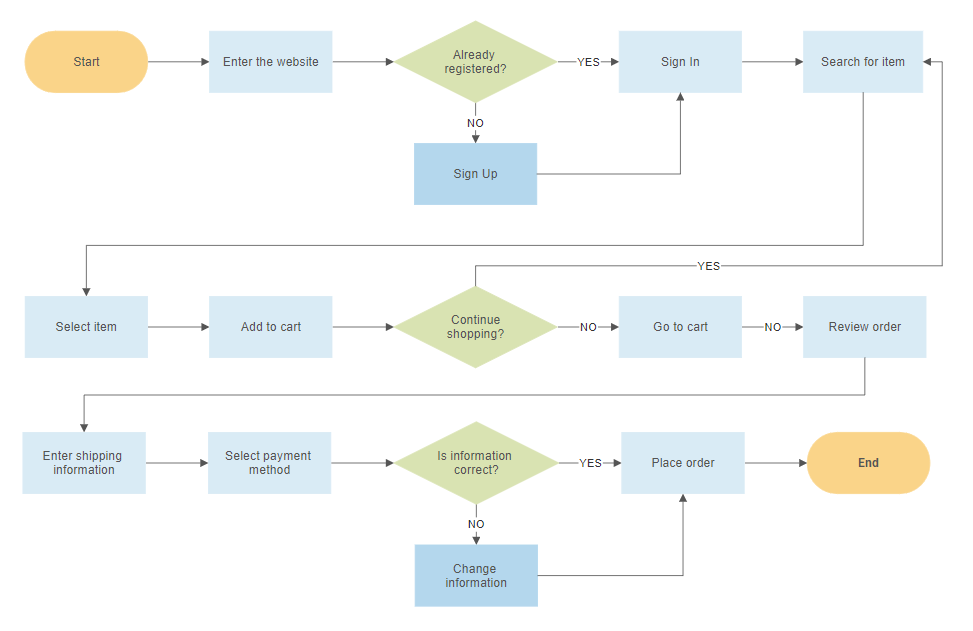 Start
Enter the website
Already
registered?
YES
Sign In
Search for item
NO
Sign Up
YES
Select item
Add to cart
Continue
shopping?
NO
Go to cart
NO
Review order
Enter shipping
information
Select payment
method
Is information
correct?
YES
Place order
End
NO
Change
information